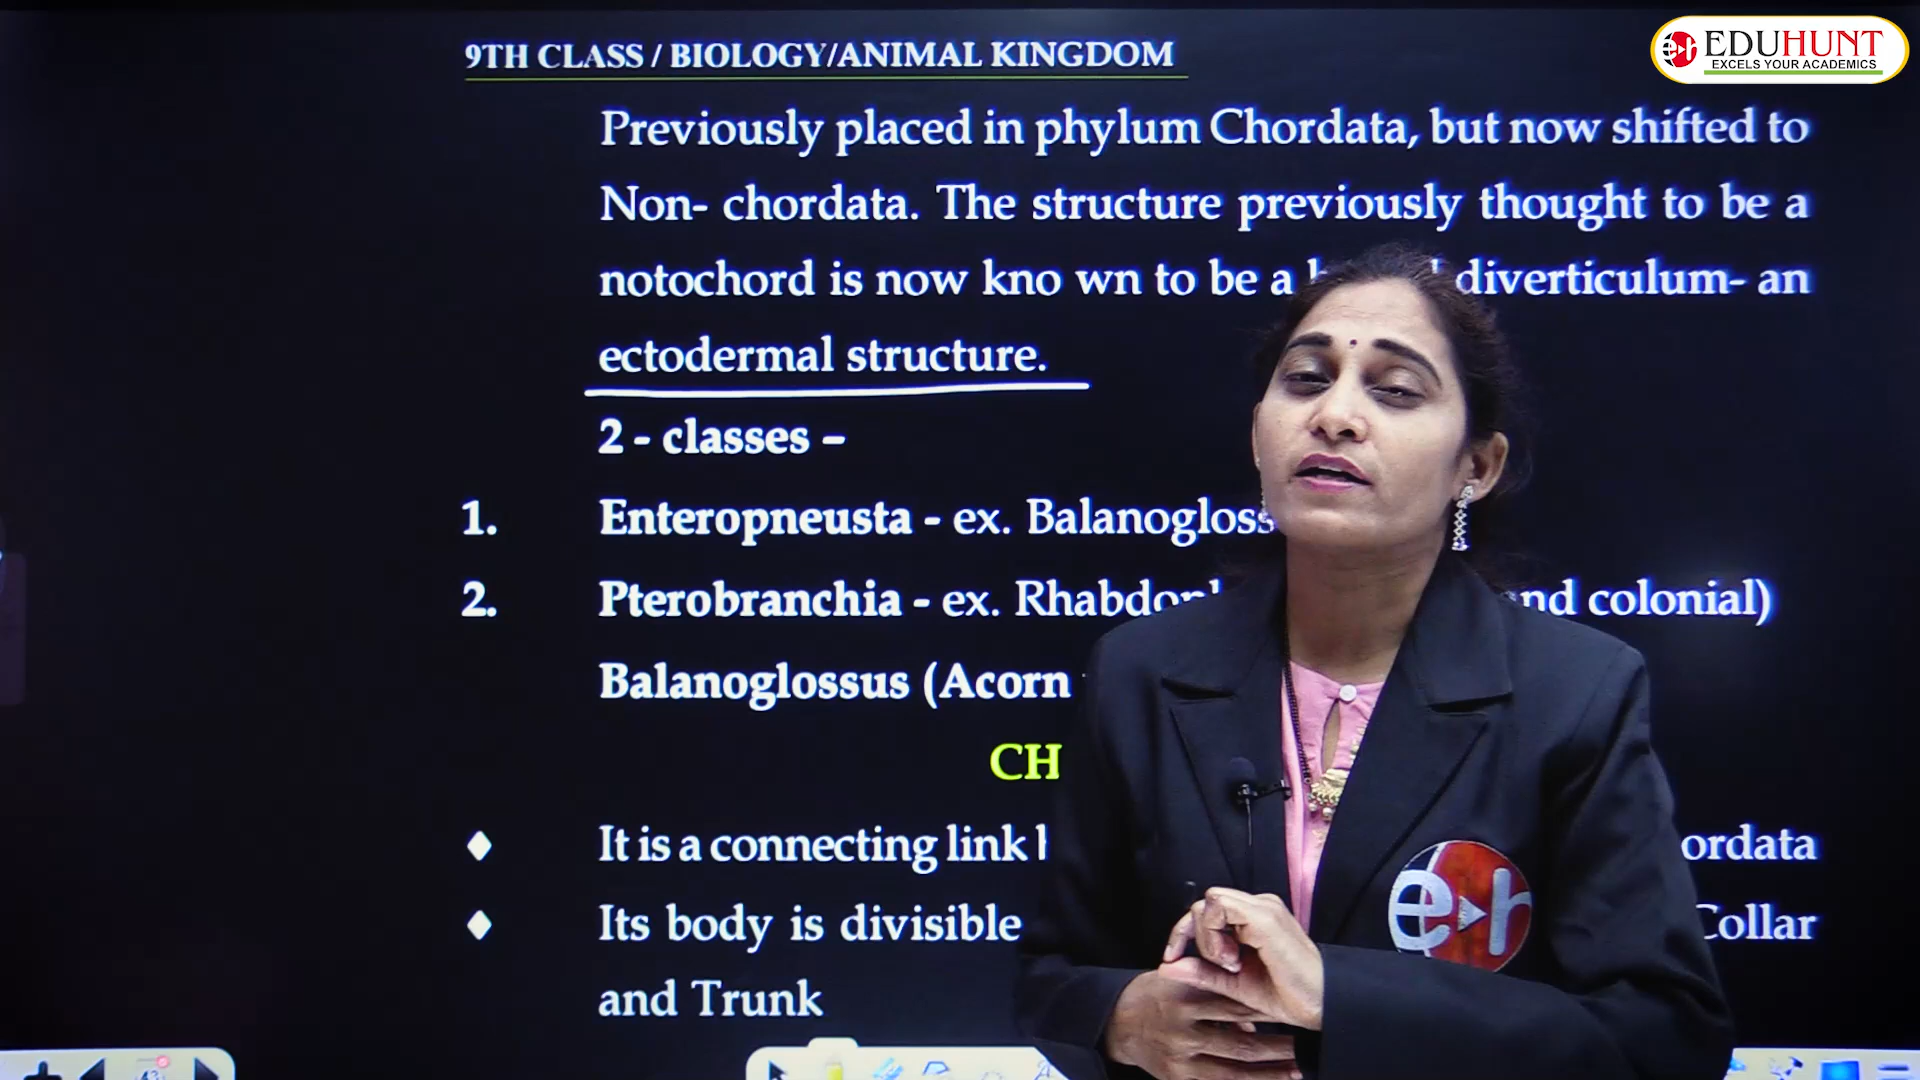 EDUHUNT
EXCELS YOUR ACADEMICS
9TH CLASS / BIOLOGY/ANIMAL KINGDOM
Previously placed in phylum Chordata, but now shifted to
Non- chordata. The structure previously thought to be a
notochord is now kno wn to be a diverticulum- an
ectodermal structure.
2 - classes –
1. Enteropneusta - ex.
2. Pterobranchia - ex. colonial)
Balanoglossus (Acorn
♦ It is a connecting link
♦ Its body is divisible Collar
and Trunk